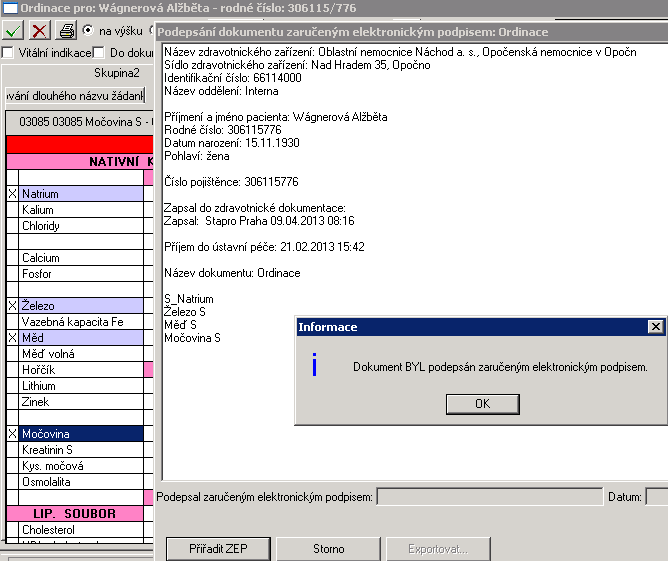 Ordinace pro: Wágnerová Alžběta - rodné číslo: 306115/776
na výšku
Vitální indikace
Do doku
Skupina2
ování dlouhého názvu žádan
03085 03085 Močovina S -
NATIVNÍ K
X Natrium
Kalium
Chloridy
Calcium
Fosfor
X Železo
Vazebná kapacita Fe
X Měď
Měď volná
Hořčík
Lithium
Zinek
X Močovina
Kreatinin S
Kys. močová
Osmolalita
LIP. SOUBOR
Cholesterol
Podepsání dokumentu zaručeným elektronickým podpisem: Ordinace
Název zdravotnického zařízení: Oblastní nemocnice Náchod a. s., Opočenská nemocnice v Opočn
Sídlo zdravotnického zařízení: Nad Hradem 35, Opočno
Identifikační číslo: 66114000
Název oddělení: Interna
Příjmení a jméno pacienta: Wágnerová Alžběta
Rodné číslo: 306115776
Datum narození: 15.11.1930
Pohlaví: žena
Číslo pojištěnce: 306115776
Zapsal do zdravotnické dokumentace:
Zapsal: Stapro Praha 09.04.2013 08:16
Příjem do ústavní péče: 21.02.2013 15:42
Název dokumentu: Ordinace
S_Natrium
Železo S
Měď S
Močovina S
Informace
Dokument BYL podepsán zaručeným elektronickým podpisem.
OK
Podepsal zaručeným elektronickým podpisem:
Datum:
Přiřadit ZEP
Storno
Exportovat...